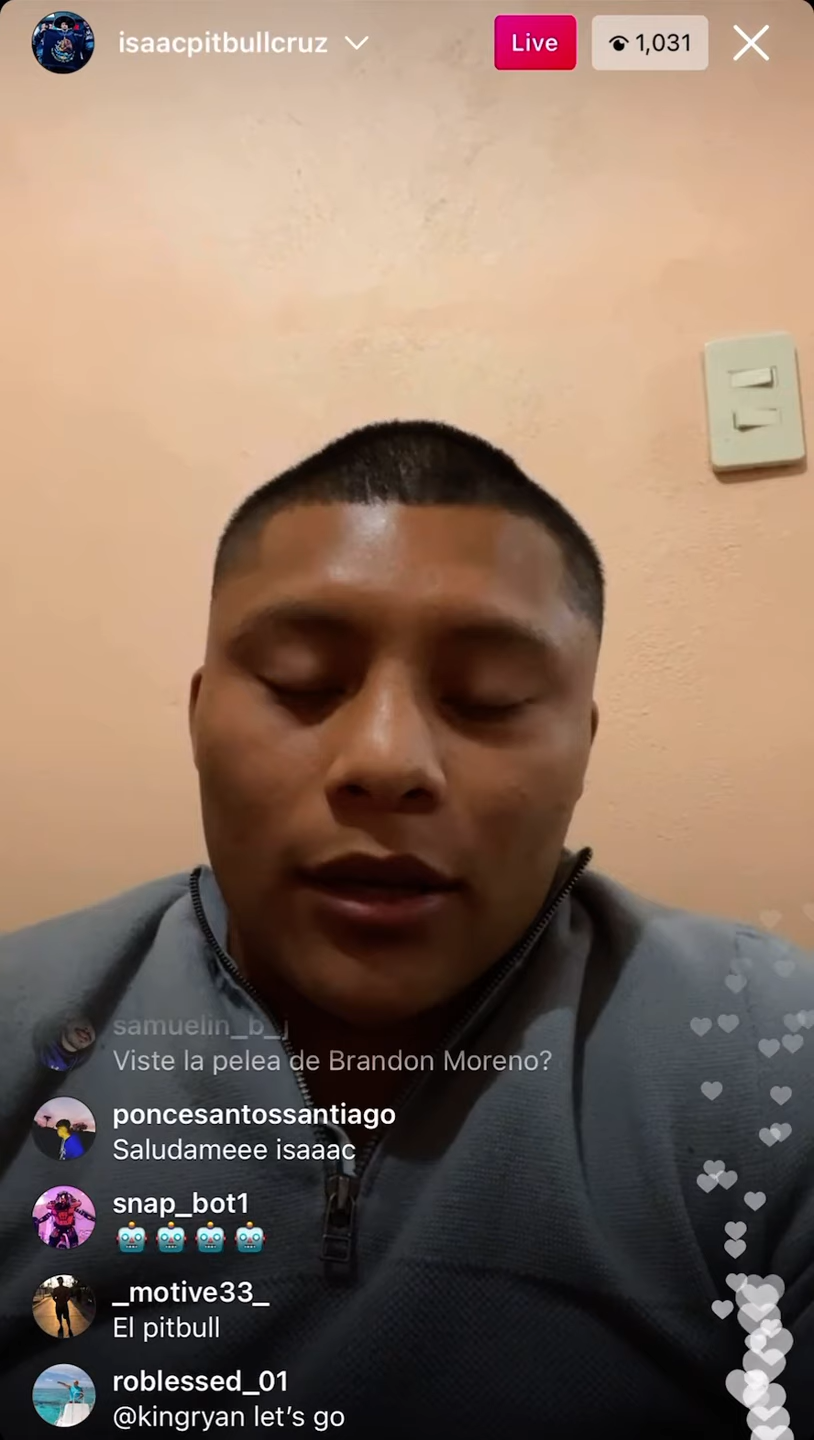 isaacpitbullcruz
Live
1,031
samuelin_b_j
Viste la pelea de Brandon Moreno?
poncesantossantiago
Saludameee isaaac
snap_bot1
🤖 🤖 🤖 🤖
_motive33_
El pitbull
roblessed_01
@kingryan let’s go